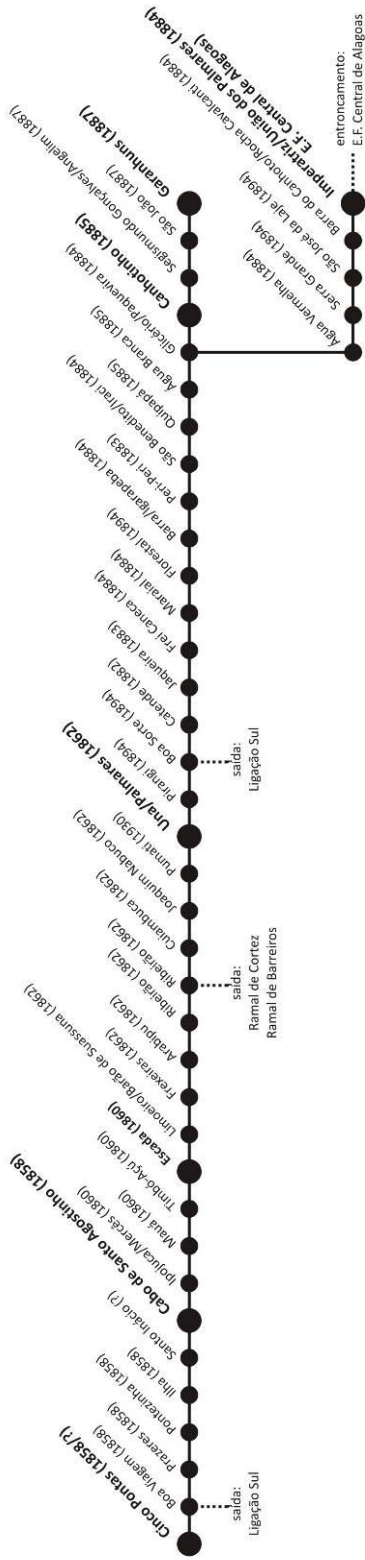 Cinco Pontas (1858/?)
Boa Viagem (1858)
Prazeres (1858)
Pontezinha (1858)
Ilha (1858)
Santo Inácio (?)
Cabo de Santo Agostinho (1858)
Ipojuca/Mercês (1860)
Mauá (1860)
Timbó-Açú (1860)
Escada (1860)
Limoeiro/Barão de Suassuna (1862)
Frexeiras (1862)
Arabipu (1862)
Ribeirão (1862)
Ribeirão (1862)
Cuiambuca (1862)
Joaquim Nabuco (1862)
Pumati (1930)
Una/Palmares (1862)
Pirangi (1894)
Boa Sorte (1894)
Catende (1882)
Jaqueira (1883)
Frei Caneca (1884)
Maraial (1884)
Florestal (1894)
Barra/Igarapeba (1884)
Peri-Peri (1883)
São Benedito/Iraci (1884)
Quipapá (1885)
Água Branca (1885)
Glicério/Paquevira (1884)
Canhotinho (1885)
Segismundo Gonçalves/Angelim (1887)
São João (1887)
Garanhuns (1887)
saída:
Ligação Sul
saída:
Ramal de Cortez
Ramal de Barreiros
saída:
Ligação Sul
Água Vermelha (1884)
Serra Grande (1894)
São José da Laje (1894)
Barra do Canhoto/Rocha Cavalcanti (1884)
Imperatriz/União dos Palmares (1884)
E.F. Central de Alagoas)
entroncamento:
E.F. Central de Alagoas